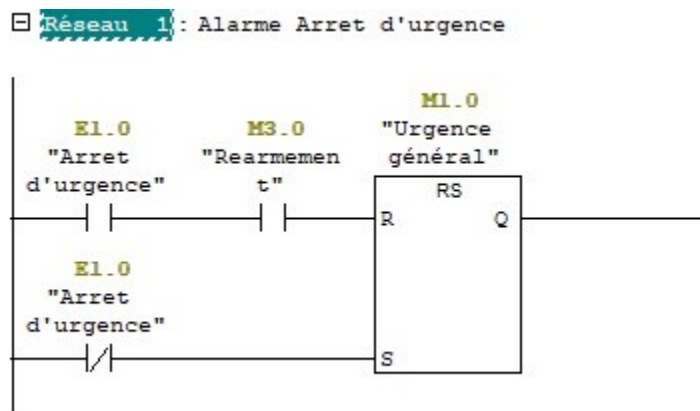 Réseau 1 : Alarme Arret d'urgence
M1.0
E1.0 M3.0 "Urgence
"Arret "Rearmemen général"
d'urgence" t" RS
R Q
E1.0
"Arret
d'urgence"
S